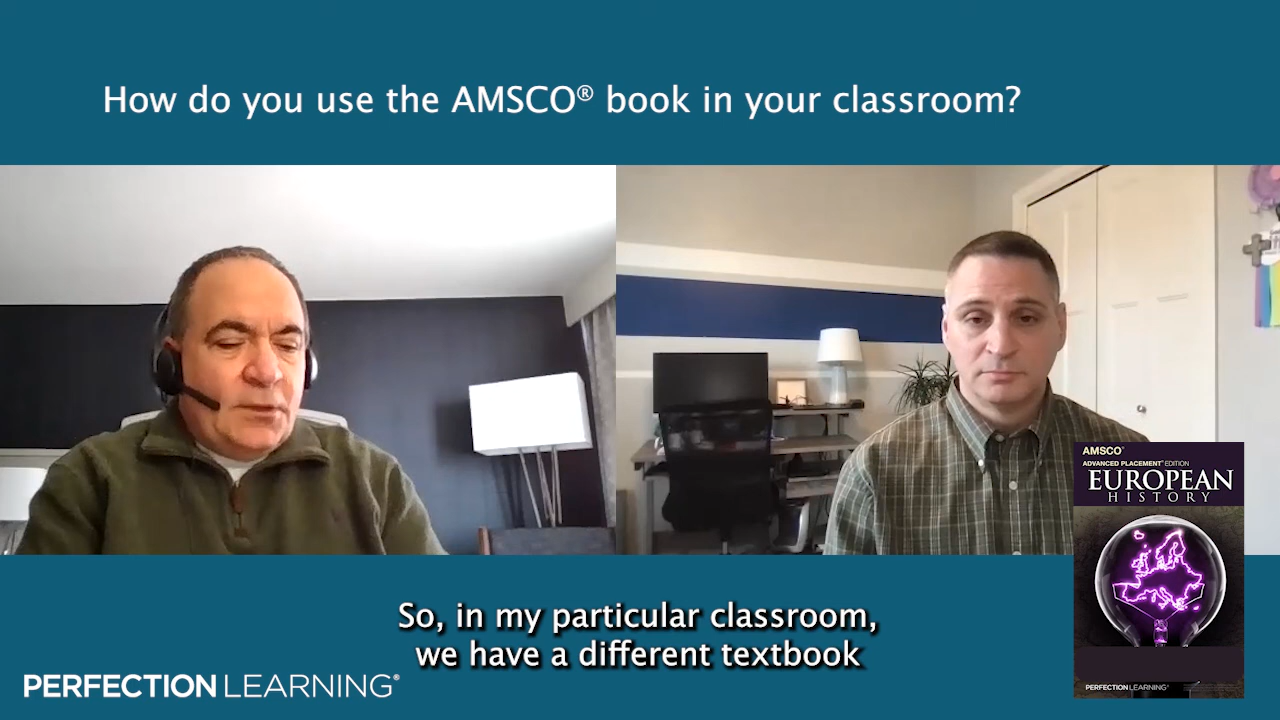 How do you use the AMSCO® book in your classroom?
AMSCO®
ADVANCED PLACEMENT® EDITION
EUROPEAN
HISTORY
So, in my particular classroom,
we have a different textbook
PERFECTION LEARNING®
PERFECTION LEARNING®